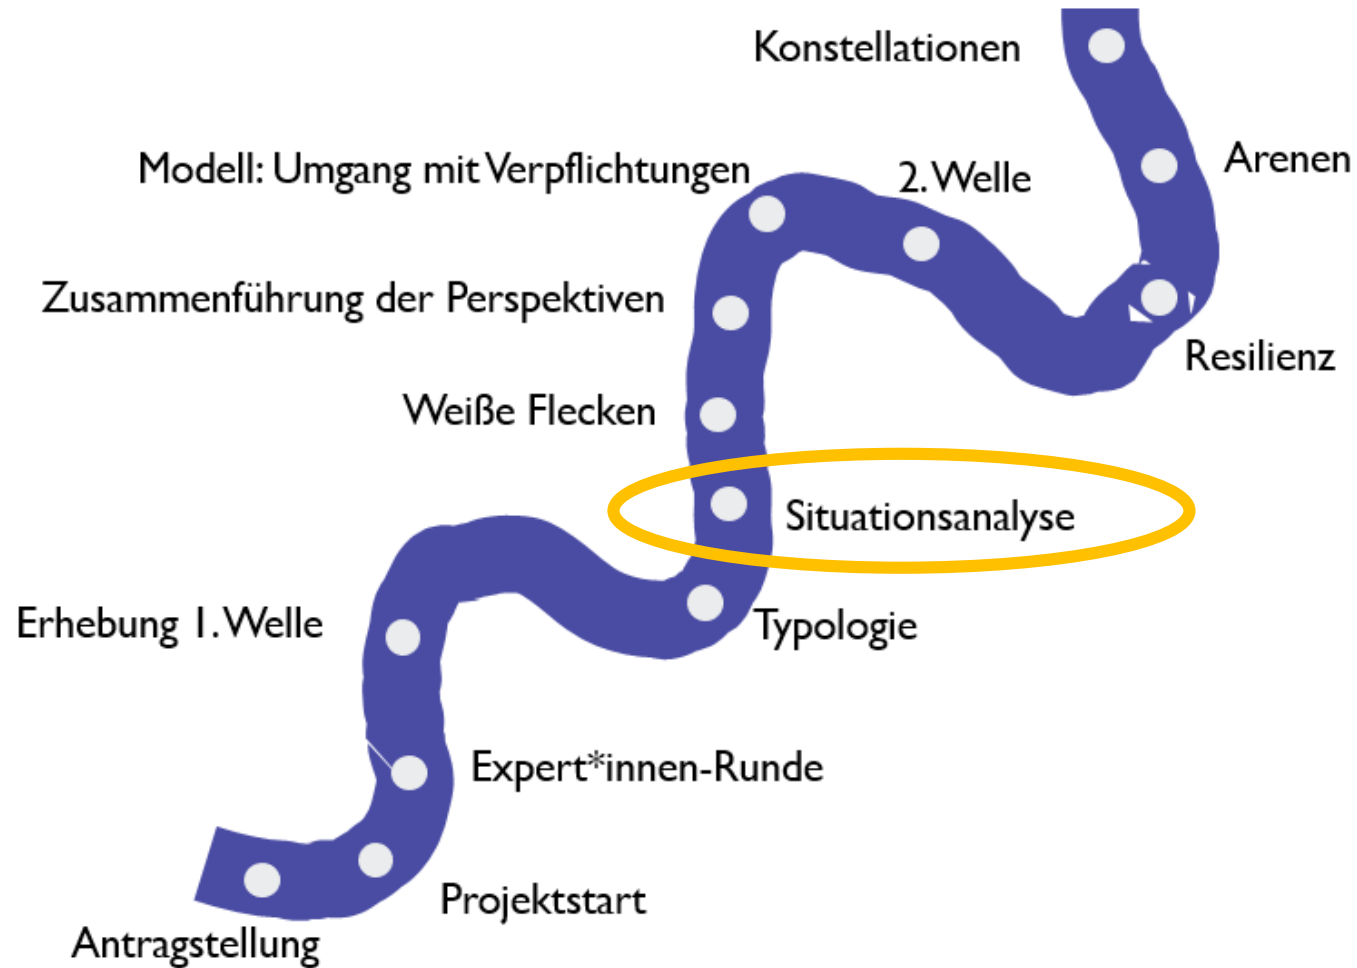 Konstellationen
Arenen
Modell: Umgang mit Verpflichtungen
2. Welle
Zusammenführung der Perspektiven
Resilienz
Weiße Flecken
Situationsanalyse
Erhebung 1. Welle
Typologie
Expert*innen-Runde
Projektstart
Antragstellung